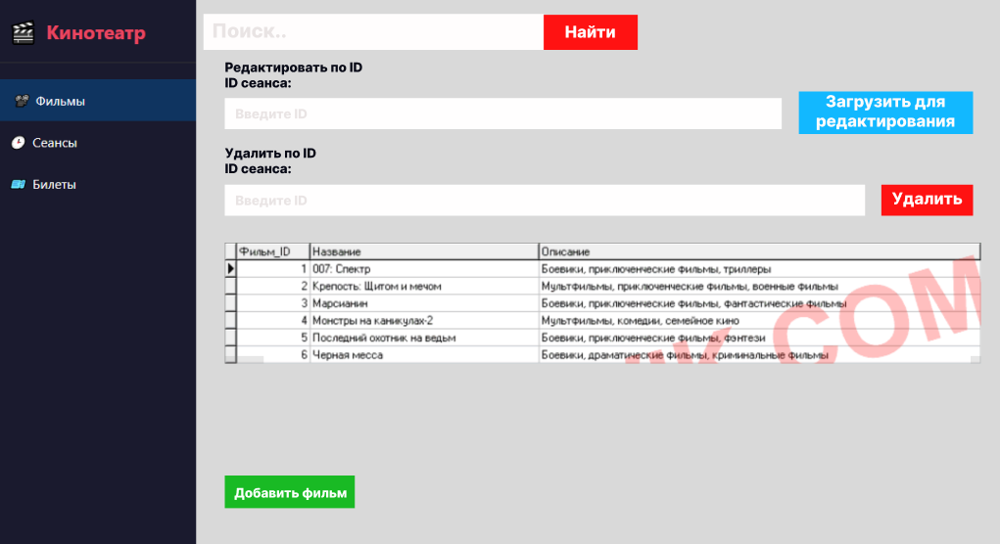 Кинотеатр
Фильмы
Сеансы
Билеты
Поиск..
Найти
Редактировать по ID
ID сеанса:
Введите ID
Загрузить для
редактирования
Удалить по ID
ID сеанса:
Введите ID
Удалить
Фильм_ID Название Описание
1 007: Спектр Боевики, приключенческие фильмы, триллеры
2 Крепость: Щитом и мечом Мультфильмы, приключенческие фильмы, военные фильмы
3 Марсианин Боевики, приключенческие фильмы, фантастические фильмы
4 Монстры на каникулах-2 Мультфильмы, комедии, семейное кино
5 Последний охотник на ведьм Боевики, приключенческие фильмы, фэнтези
6 Черная месса Боевики, драматические фильмы, криминальные фильмы
.COM
Добавить фильм